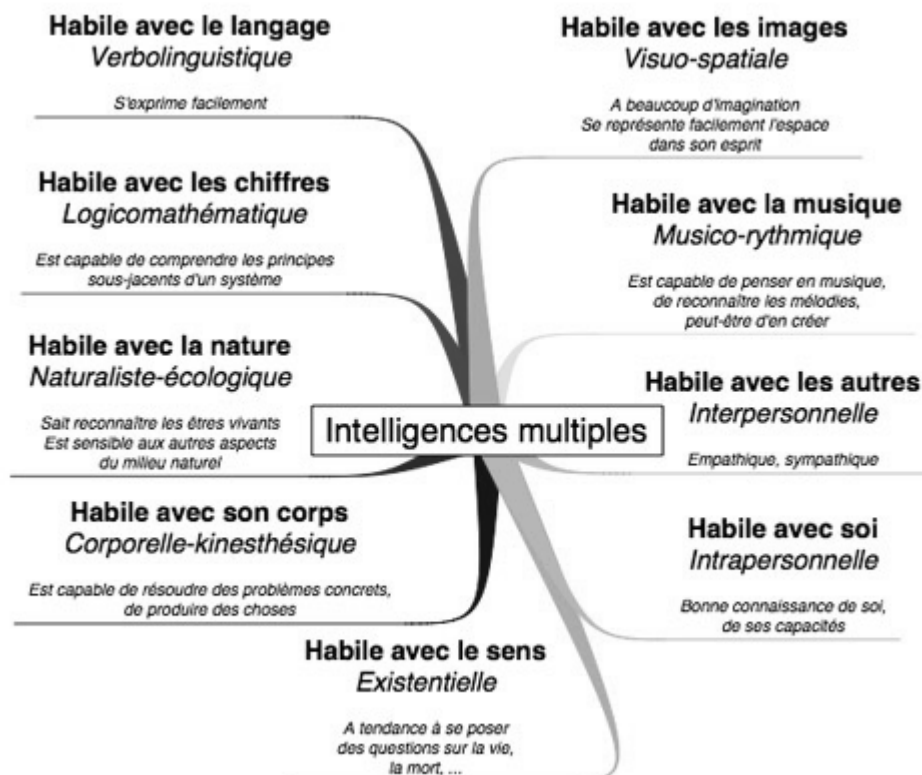 Habile avec le langage
Verbolinguistique
S'exprime facilement
Habile avec les chiffres
Logicomathématique
Est capable de comprendre les principes
sous-jacents d'un système
Habile avec la nature
Naturaliste-écologique
Sait reconnaître les êtres vivants
Est sensible aux autres aspects
du milieu naturel
Habile avec son corps
Corporelle-kinesthésique
Est capable de résoudre des problèmes concrets,
de produire des choses
Habile avec le sens
Existentielle
A tendance à se poser
des questions sur la vie,
la mort, ...
Intelligences multiples
Habile avec les images
Visuo-spatiale
A beaucoup d'imagination
Se représente facilement l'espace
dans son esprit
Habile avec la musique
Musico-rythmique
Est capable de penser en musique,
de reconnaître les mélodies,
peut-être d'en créer
Habile avec les autres
Interpersonnelle
Empathique, sympathique
Habile avec soi
Intrapersonnelle
Bonne connaissance de soi,
de ses capacités